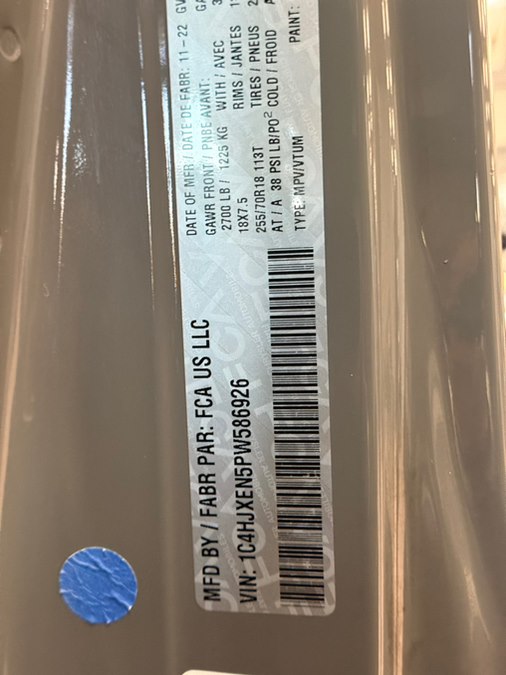 MFD BY / FABR PAR: FCA US LLC
DATE OF MFR / DATE DE FABR: 11-22
GAWR FRONT / PNBE AVANT:
2700 LB / 1225 KG WITH / AVEC
18X7.5 RIMS / JANTES
255/70R18 113T TIRES / PNEUS
AT / A 38 PSI LB/PO² COLD / FROID
VIN: 1C4HJXEN5PW586926
TYPE: MPV/VTUM PAINT: